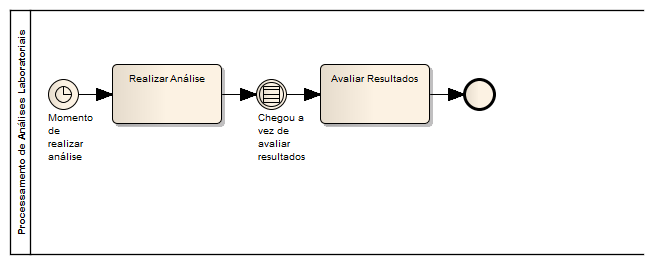 Processamento de Análises Laboratoriais
Realizar Análise
Avaliar Resultados
Momento
de
realizar
análise
Chegou a
vez de
avaliar
resultados